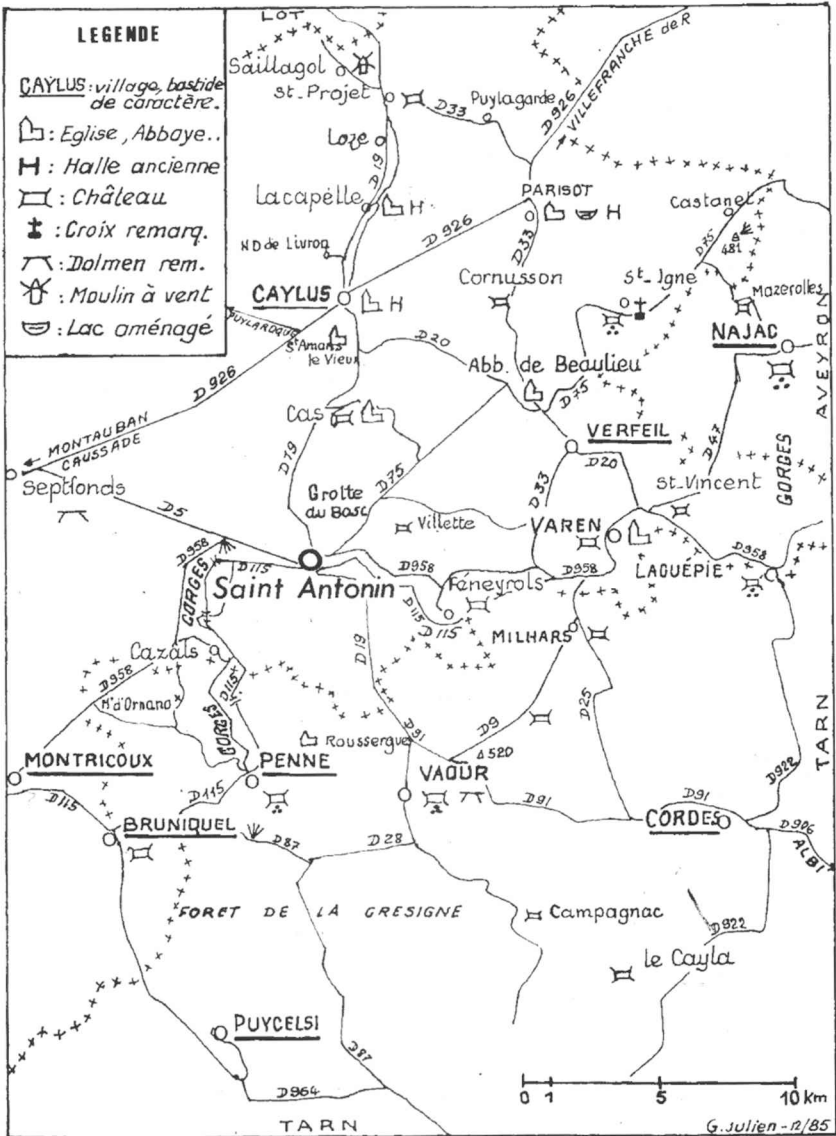 LEGENDE
CAYLUS: village, bastide
de caractère.
: Eglise, Abbaye..
H : Halle ancienne
: Château
: Croix remarq.
: Dolmen rem.
: Moulin à vent
: Lac aménagé
LOT
Saillagol
St-Projet
D33
Puylagarde
D926
VILLEFRANCHE de R
Loze
D19
Lacapelle
H
D926
PARISOT
H
D33
Castanet
D75
481
N D de Livron
Cornusson
St-Igne
Mazerolles
CAYLUS
H
NAJAC
AVEYRON
PUYLAROQUE
St Amans
le Vieux
D20
Abb. de Beaulieu
D75
D926
Cas
VERFEIL
D20
D47
GORGES
MONTAUBAN
CAUSSADE
Septfonds
D19
D75
D33
St-Vincent
D5
Grotte
du Bosc
Villette
VAREN
D958
D115
Saint Antonin
D958
Féneyrols
D958
LAGUEPIE
D958
GORGES
D115
D115
MILHARS
Cazals
D19
D958
Mt d'Ornano
D115
GORGES
D25
TARN
Roussergue
D91
D9
Δ520
D922
MONTRICOUX
PENNE
VAOUR
D115
D115
D91
D91
CORDES
D906
ALBI
BRUNIQUEL
D87
D28
FORET DE LA GRESIGNE
Campagnac
D922
le Cayla
PUYCELSI
D87
D964
0 1 5 10 km
TARN
G. Julien - 12/85